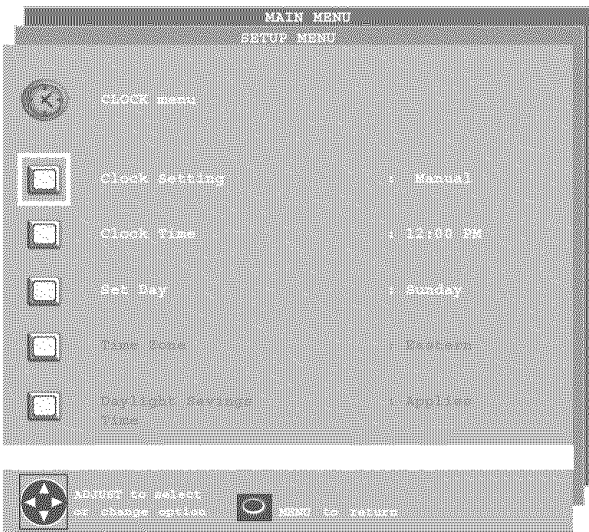 MAIN MENU
SETUP MENU
CLOCK menu
Clock Setting : Manual
Clock Time : 12:00 PM
Set Day : Sunday
Time Zone Eastern
Daylight Savings Applies
Time
ADJUST to select
or change option
MENU to return